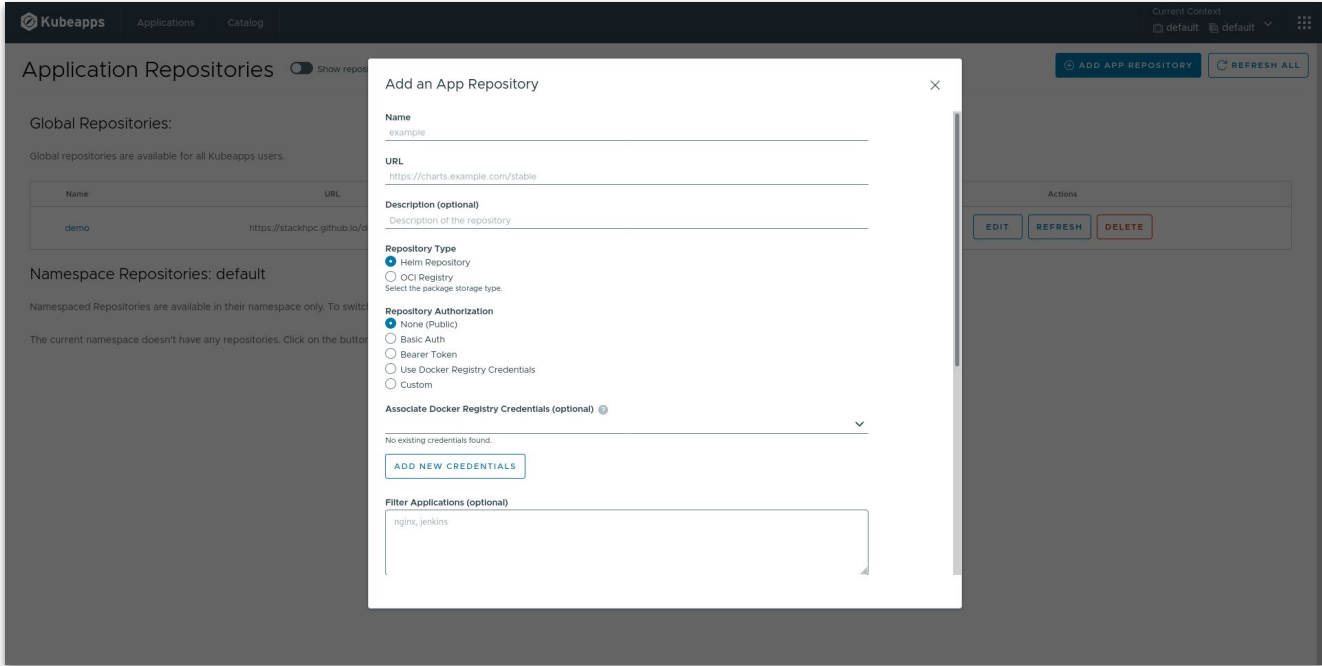 Kubeapps
Applications
Catalog
Current Context
default default
Application Repositories
Show repos
ADD APP REPOSITORY
REFRESH ALL
Global Repositories:
Global repositories are available for all Kubeapps users.
Name URL Actions
demo https://stackhpc.github.io/d EDIT REFRESH DELETE
Namespace Repositories: default
Namespaced Repositories are available in their namespace only. To switc
The current namespace doesn't have any repositories. Click on the button
Add an App Repository
Name
example
URL
https://charts.example.com/stable
Description (optional)
Description of the repository
Repository Type
Helm Repository
OCI Registry
Select the package storage type.
Repository Authorization
None (Public)
Basic Auth
Bearer Token
Use Docker Registry Credentials
Custom
Associate Docker Registry Credentials (optional)
No existing credentials found.
ADD NEW CREDENTIALS
Filter Applications (optional)
nginx, jenkins